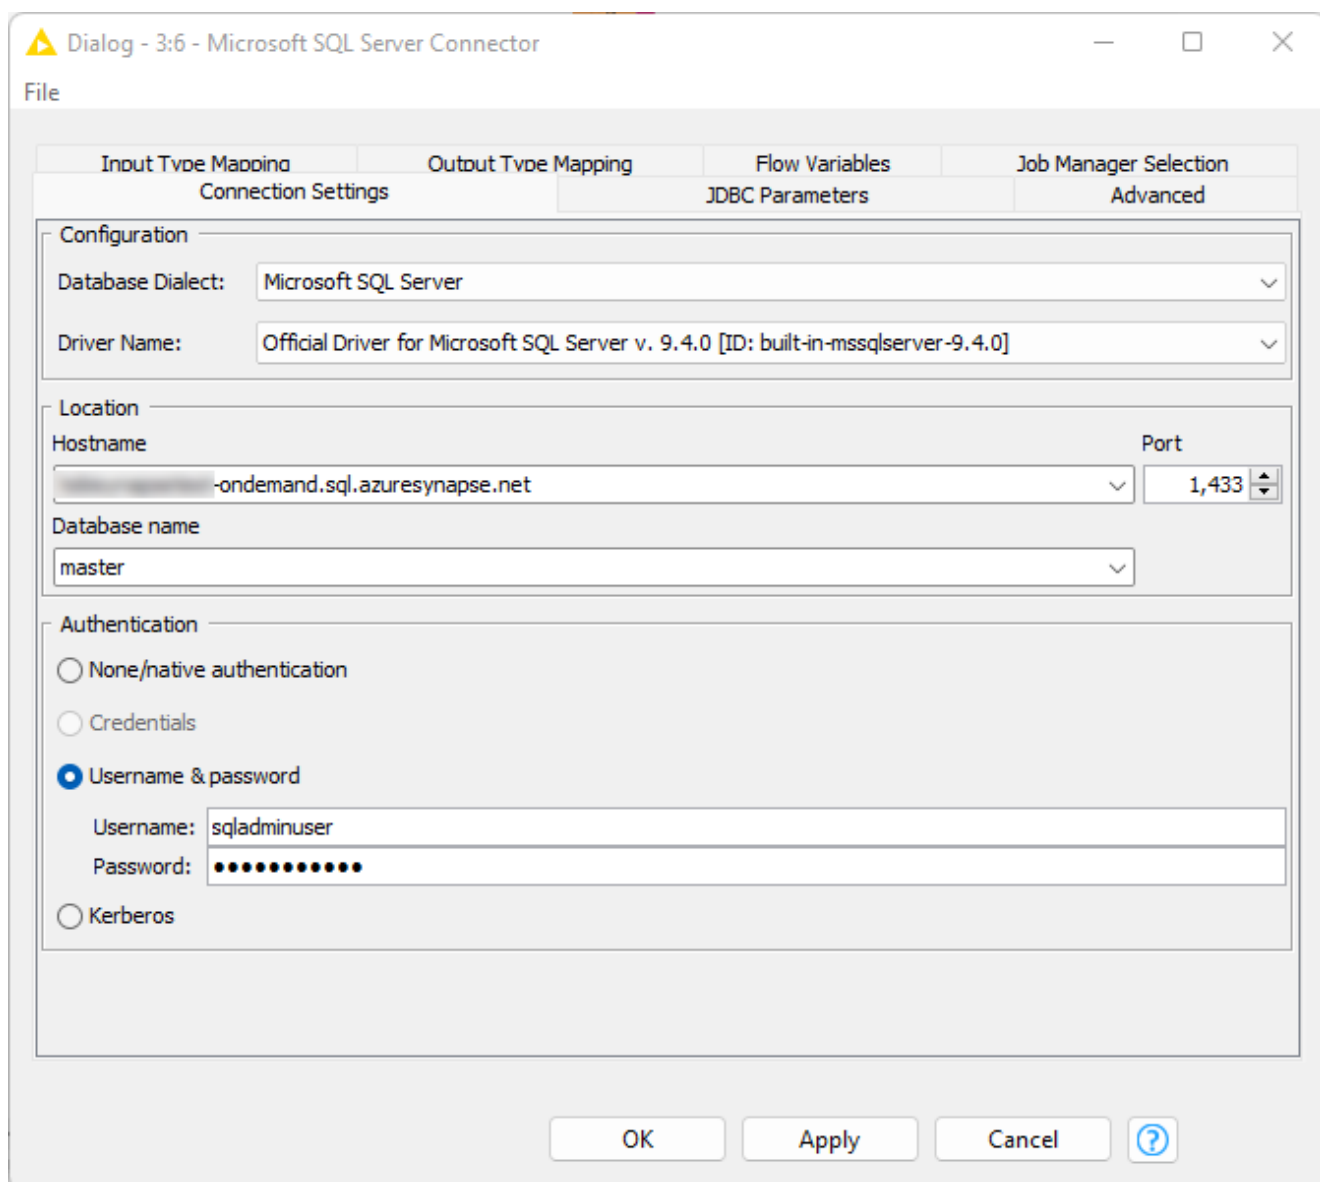 Dialog - 3:6 - Microsoft SQL Server Connector
File
Input Type Mapping Output Type Mapping Flow Variables Job Manager Selection
Connection Settings JDBC Parameters Advanced
Configuration
Database Dialect: Microsoft SQL Server
Driver Name: Official Driver for Microsoft SQL Server v. 9.4.0 [ID: built-in-mssqlserver-9.4.0]
Location
Hostname Port
-ondemand.sql.azuresynapse.net 1,433
Database name
master
Authentication
None/native authentication
Credentials
Username & password
Username: sqladminuser
Password: •••••••••••
Kerberos
OK Apply Cancel ?